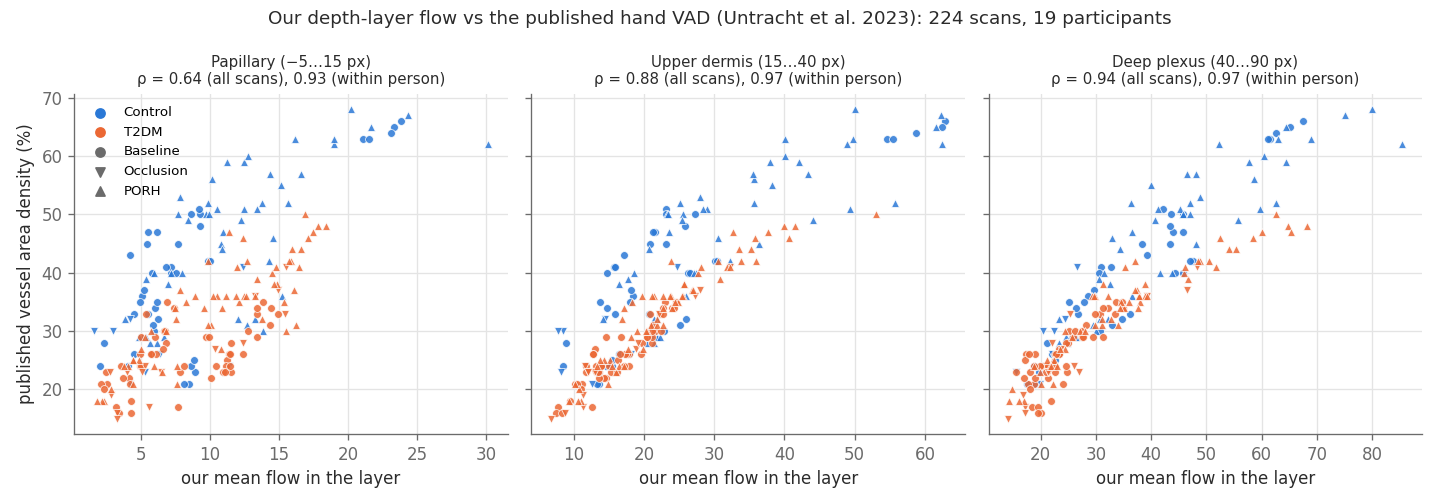 Our depth-layer flow vs the published hand VAD (Untracht et al. 2023): 224 scans, 19 participants
Papillary (−5…15 px)
ρ = 0.64 (all scans), 0.93 (within person)
Upper dermis (15…40 px)
ρ = 0.88 (all scans), 0.97 (within person)
Deep plexus (40…90 px)
ρ = 0.94 (all scans), 0.97 (within person)
published vessel area density (%)
70
60
50
40
30
20
Control
T2DM
Baseline
Occlusion
PORH
5 10 15 20 25 30
10 20 30 40 50 60
20 30 40 50 60 70 80
our mean flow in the layer
our mean flow in the layer
our mean flow in the layer